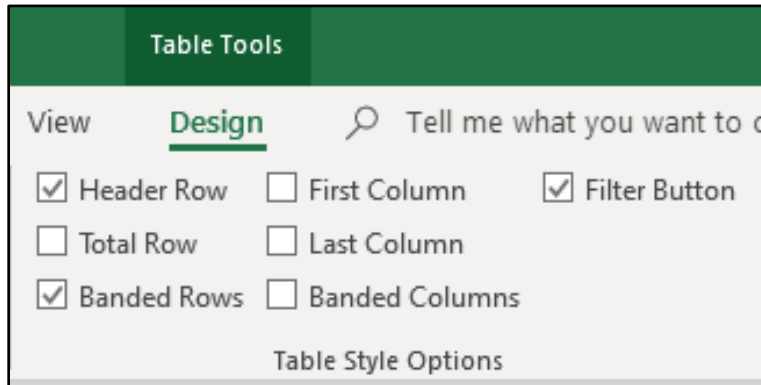 Table Tools
View Design Tell me what you want to
Header Row First Column Filter Button
Total Row Last Column
Banded Rows Banded Columns
Table Style Options